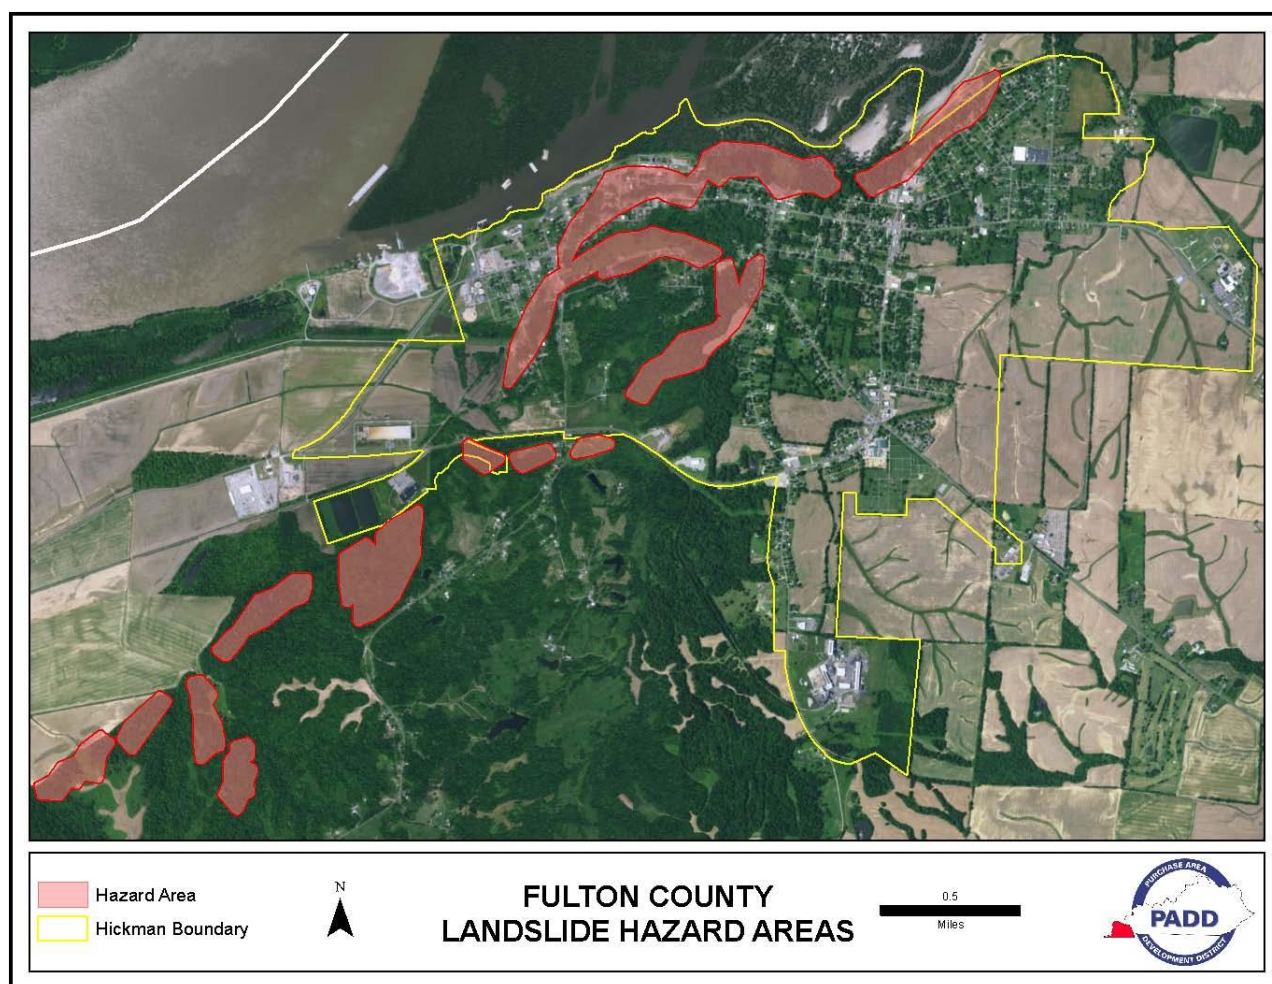 Hazard Area
Hickman Boundary
N
FULTON COUNTY
LANDSLIDE HAZARD AREAS
0.5
Miles
PURCHASE AREA
PADD
DEVELOPMENT DISTRICT